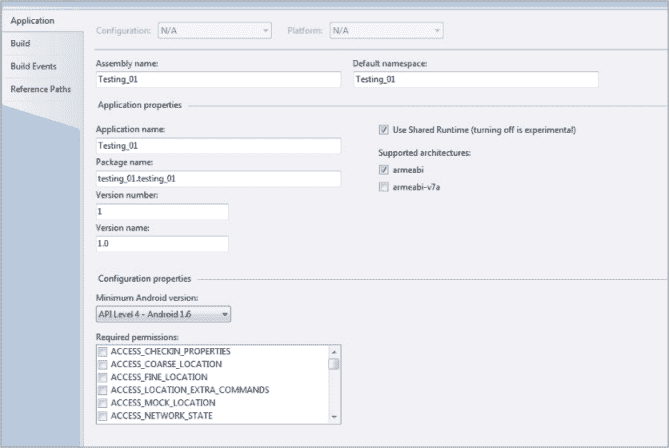 Application
Build
Build Events
Reference Paths
Configuration: N/A Platform: N/A
Assembly name: Default namespace:
Testing_01 Testing_01
Application properties
Application name:
Testing_01
Package name:
testing_01.testing_01
Version number:
1
Version name:
1.0
Use Shared Runtime (turning off is experimental)
Supported architectures:
armeabi
armeabi-v7a
Configuration properties
Minimum Android version:
API Level 4 - Android 1.6
Required permissions:
ACCESS_CHECKIN_PROPERTIES
ACCESS_COARSE_LOCATION
ACCESS_FINE_LOCATION
ACCESS_LOCATION_EXTRA_COMMANDS
ACCESS_MOCK_LOCATION
ACCESS_NETWORK_STATE